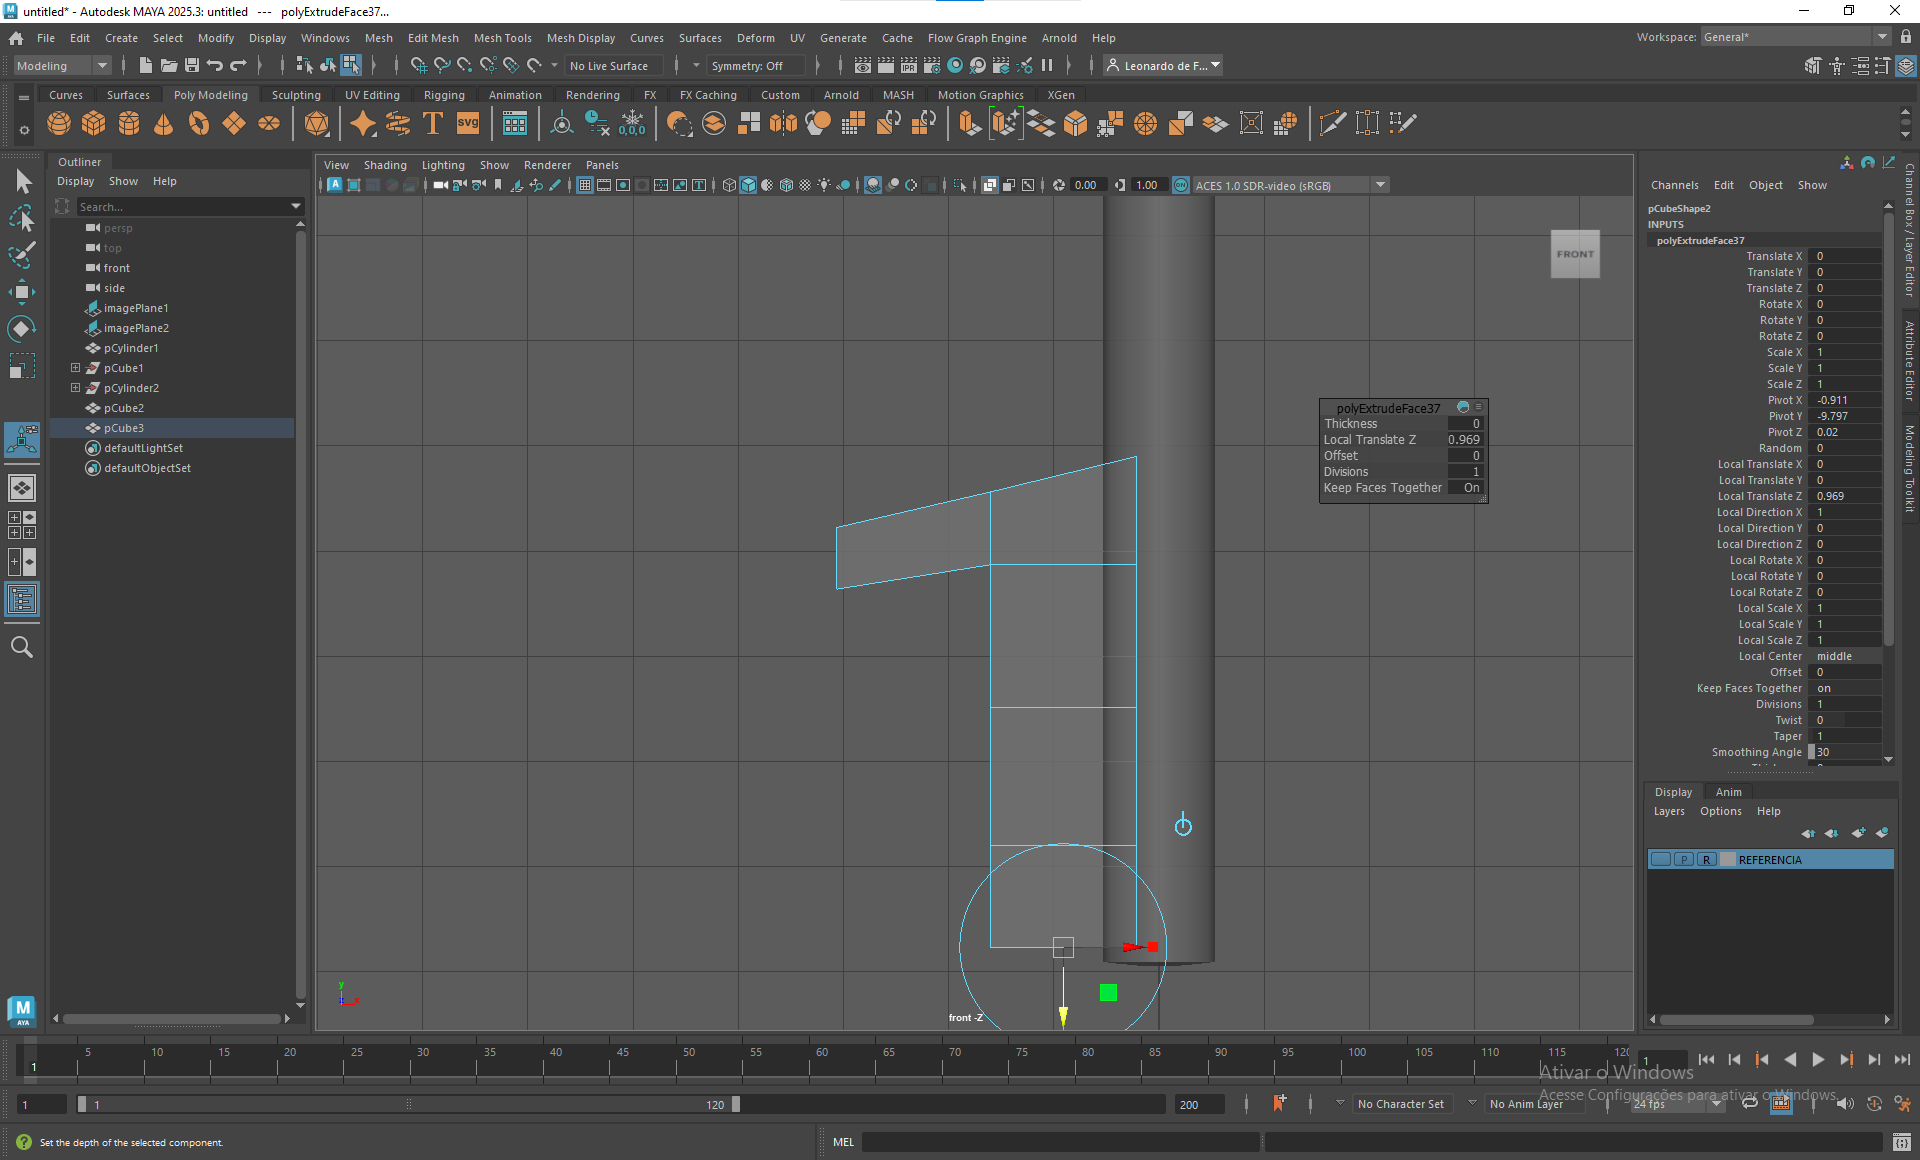 untitled* - Autodesk MAYA 2025.3: untitled --- polyExtrudeFace37...
File Edit Create Select Modify Display Windows Mesh Edit Mesh Mesh Tools Mesh Display Curves Surfaces Deform UV Generate Cache Flow Graph Engine Arnold Help
Workspace: General*
Modeling No Live Surface Symmetry: Off Leonardo de F...
Curves Surfaces Poly Modeling Sculpting UV Editing Rigging Animation Rendering FX FX Caching Custom Arnold MASH Motion Graphics XGen
T SVG 0,0,0
Outliner
Display Show Help
Search...
persp
top
front
side
imagePlane1
imagePlane2
pCylinder1
pCube1
pCylinder2
pCube2
pCube3
defaultLightSet
defaultObjectSet
View Shading Lighting Show Renderer Panels
0.00 1.00 ACES 1.0 SDR-video (sRGB)
FRONT
polyExtrudeFace37
Thickness 0
Local Translate Z 0.969
Offset 0
Divisions 1
Keep Faces Together On
y
front -Z
Channels Edit Object Show
pCubeShape2
INPUTS
polyExtrudeFace37
Translate X 0
Translate Y 0
Translate Z 0
Rotate X 0
Rotate Y 0
Rotate Z 0
Scale X 1
Scale Y 1
Scale Z 1
Pivot X -0.911
Pivot Y -9.797
Pivot Z 0.02
Random 0
Local Translate X 0
Local Translate Y 0
Local Translate Z 0.969
Local Direction X 1
Local Direction Y 0
Local Direction Z 0
Local Rotate X 0
Local Rotate Y 0
Local Rotate Z 0
Local Scale X 1
Local Scale Y 1
Local Scale Z 1
Local Center middle
Offset 0
Keep Faces Together on
Divisions 1
Twist 0
Taper 1
Smoothing Angle 30
Channel Box / Layer Editor
Attribute Editor
Modeling Toolkit
Display Anim
Layers Options Help
P R REFERENCIA
M
AYA
1 5 10 15 20 25 30 35 40 45 50 55 60 65 70 75 80 85 90 95 100 105 110 115 120
1
Ativar o Windows
Acesse Configurações para ativar o Windows.
1 1 120 200 No Character Set No Anim Layer 24 fps
Set the depth of the selected component.
MEL